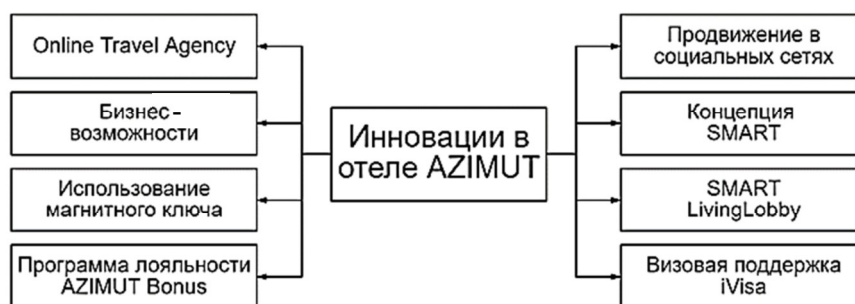 Online Travel Agency
Бизнес-
возможности
Использование
магнитного ключа
Программа лояльности
AZIMUT Bonus
Инновации в
отеле AZIMUT
Продвижение в
социальных сетях
Концепция
SMART
SMART
LivingLobby
Визовая поддержка
iVisa